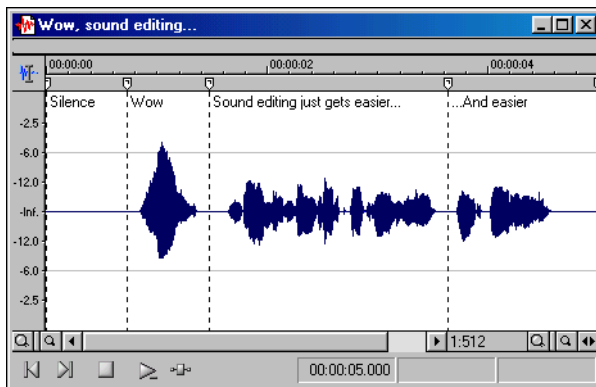 Wow, sound editing...
00:00:00 00:00:02 00:00:04
Silence Wow Sound editing just gets easier... ...And easier
-2.5
-6.0
-12.0
-Inf.
-12.0
-6.0
-2.5
1:512
00:00:05.000